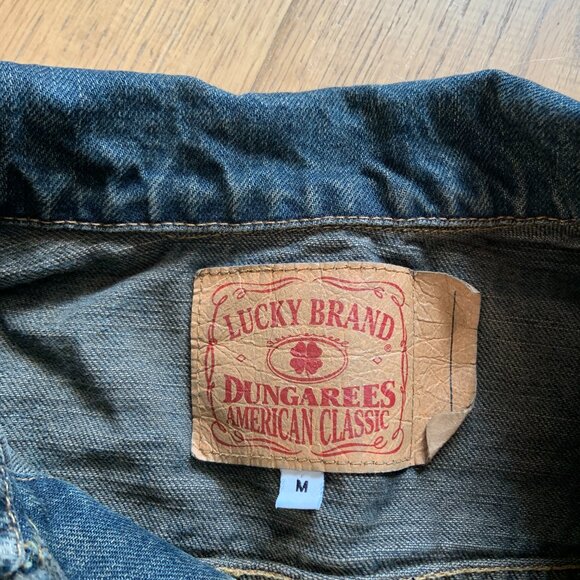 LUCKY BRAND
®
DUNGAREES
AMERICAN CLASSIC
M